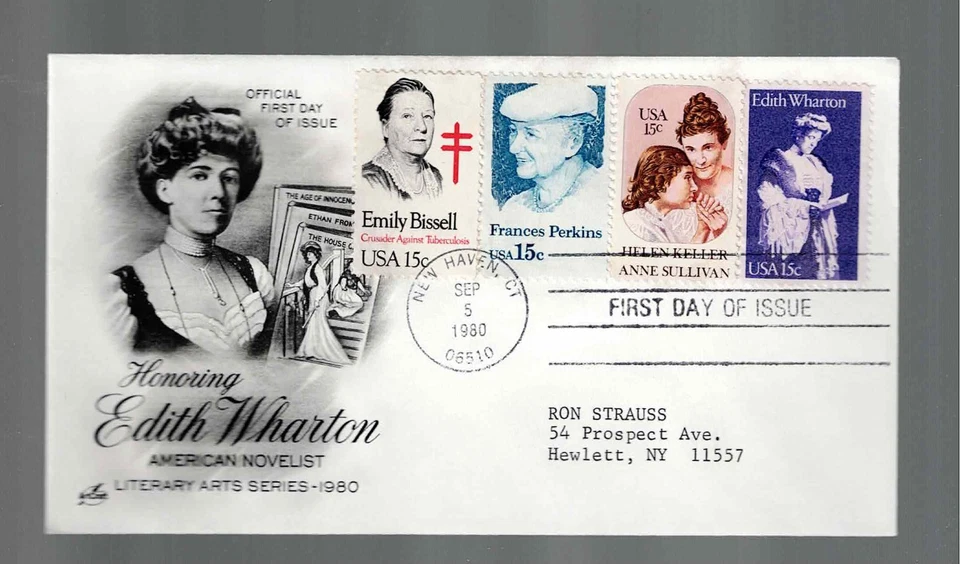 OFFICIAL
FIRST DAY
OF ISSUE
THE AGE OF INNOCEN
ETHAN FROM
THE HOUSE
Emily Bissell
Crusader Against Tuberculosis
USA 15c
Frances Perkins
USA 15c
USA
15c
HELEN KELLER
ANNE SULLIVAN
Edith Wharton
USA 15c
NEW HAVEN, CT
SEP
5
1980
06510
FIRST DAY OF ISSUE
Honoring
Edith Wharton
AMERICAN NOVELIST
LITERARY ARTS SERIES-1980
RON STRAUSS
54 Prospect Ave.
Hewlett, NY 11557